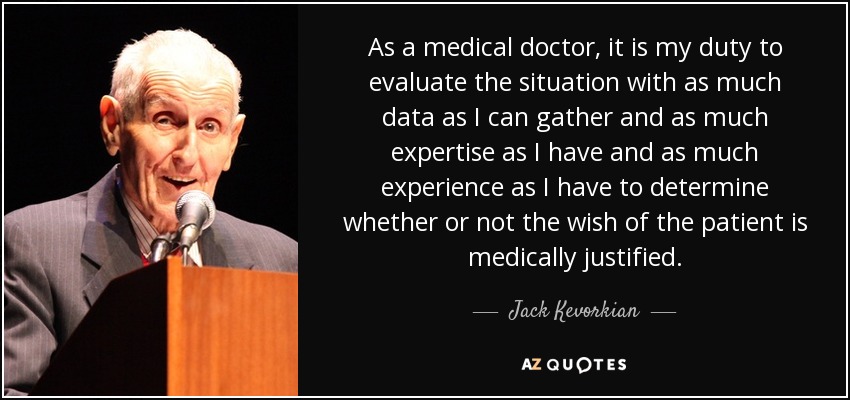 As a medical doctor, it is my duty to
evaluate the situation with as much
data as I can gather and as much
expertise as I have and as much
experience as I have to determine
whether or not the wish of the patient is
medically justified.
Jack Kevorkian
AZ QUOTES